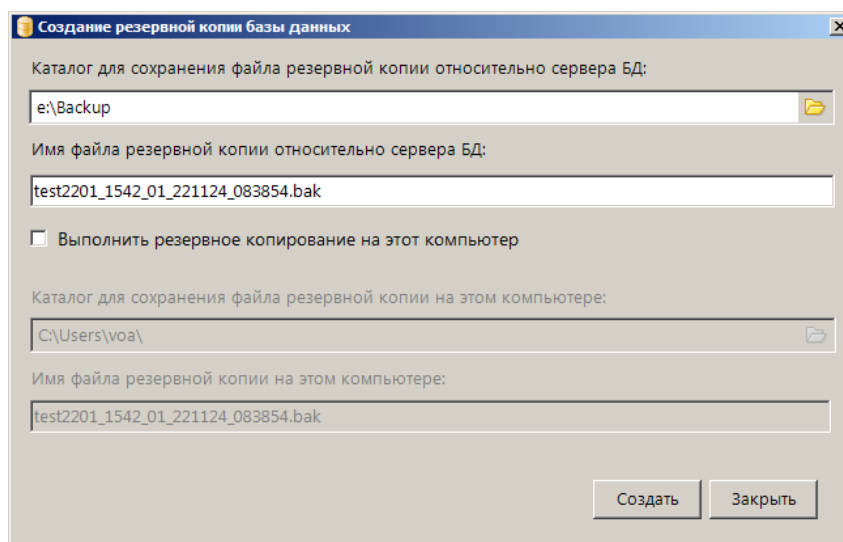 Создание резервной копии базы данных
Каталог для сохранения файла резервной копии относительно сервера БД:
e:\Backup
Имя файла резервной копии относительно сервера БД:
test2201_1542_01_221124_083854.bak
Выполнить резервное копирование на этот компьютер
Каталог для сохранения файла резервной копии на этом компьютере:
C:\Users\voa\
Имя файла резервной копии на этом компьютере:
test2201_1542_01_221124_083854.bak
Создать Закрыть